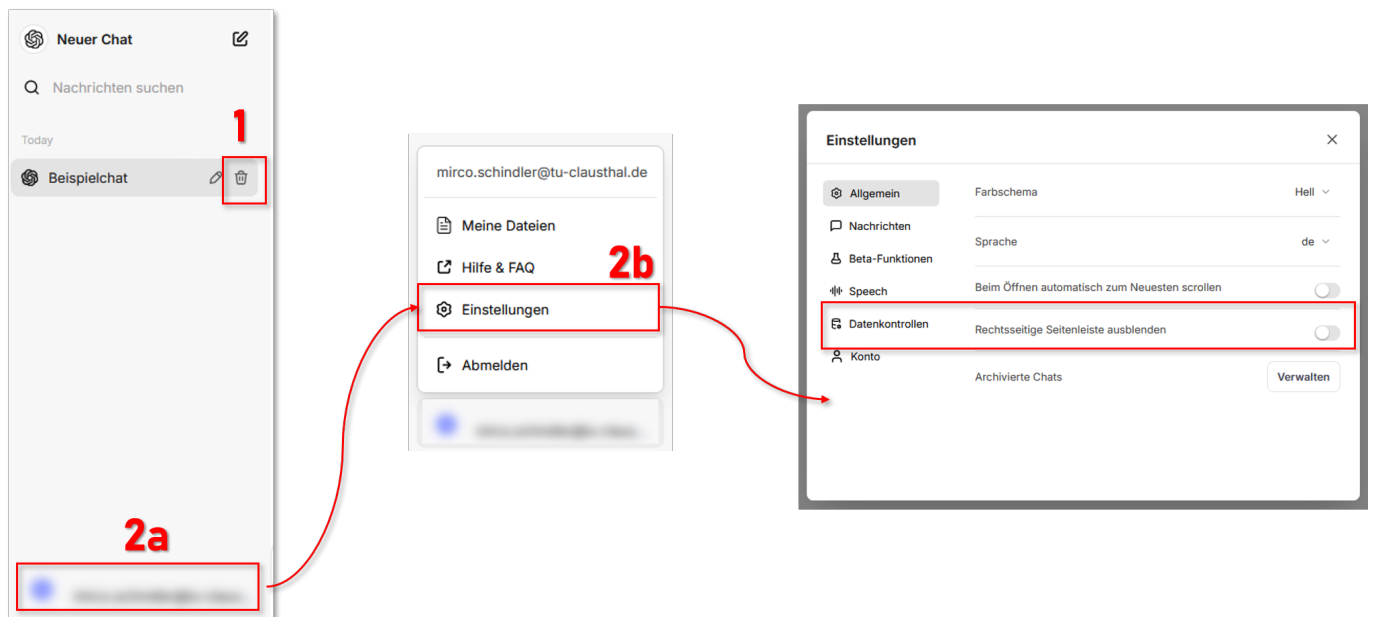 Neuer Chat
Nachrichten suchen
1
Today
Beispielchat
2a
mirco.schindler@tu-clausthal.de
Meine Dateien
Hilfe & FAQ
2b
Einstellungen
Abmelden
Einstellungen
Allgemein
Nachrichten
Beta-Funktionen
Speech
Datenkontrollen
Konto
Farbschema Hell
Sprache de
Beim Öffnen automatisch zum Neuesten scrollen
Rechtsseitige Seitenleiste ausblenden
Archivierte Chats Verwalten